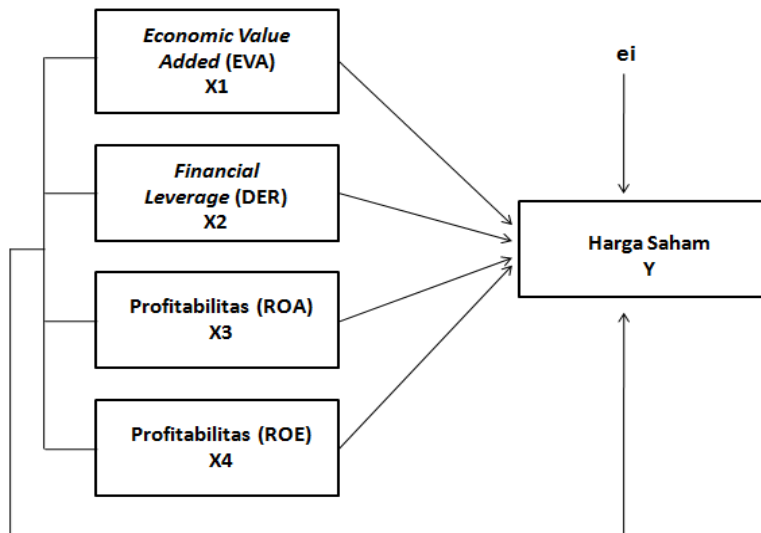 Economic Value
Added (EVA)
X1
ei
Financial
Leverage (DER)
X2
Harga Saham
Y
Profitabilitas (ROA)
X3
Profitabilitas (ROE)
X4